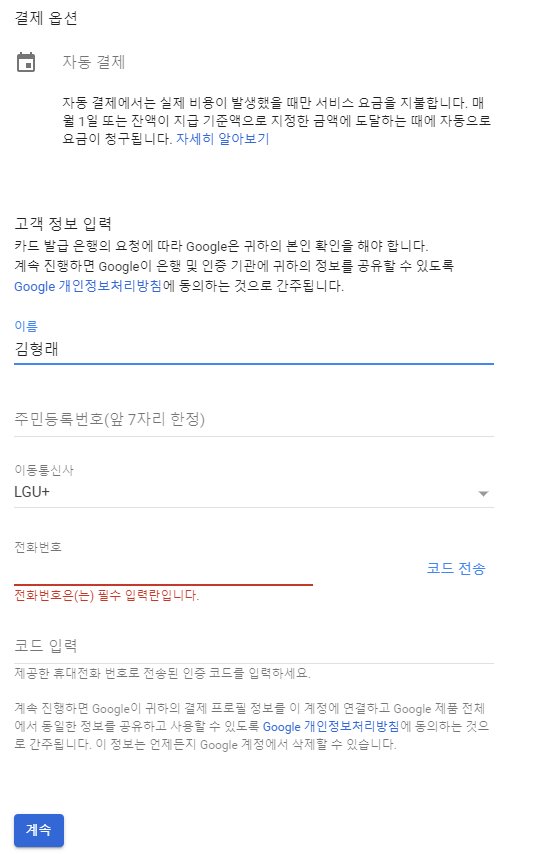 결제 옵션
자동 결제
자동 결제에서는 실제 비용이 발생했을 때만 서비스 요금을 지불합니다. 매
월 1일 또는 잔액이 지급 기준액으로 지정한 금액에 도달하는 때에 자동으로
요금이 청구됩니다. 자세히 알아보기
고객 정보 입력
카드 발급 은행의 요청에 따라 Google은 귀하의 본인 확인을 해야 합니다.
계속 진행하면 Google이 은행 및 인증 기관에 귀하의 정보를 공유할 수 있도록
Google 개인정보처리방침에 동의하는 것으로 간주됩니다.
이름
김형래
주민등록번호(앞 7자리 한정)
이동통신사
LGU+
전화번호
코드 전송
전화번호은(는) 필수 입력란입니다.
코드 입력
제공한 휴대전화 번호로 전송된 인증 코드를 입력하세요.
계속 진행하면 Google이 귀하의 결제 프로필 정보를 이 계정에 연결하고 Google 제품 전체
에서 동일한 정보를 공유하고 사용할 수 있도록 Google 개인정보처리방침에 동의하는 것으
로 간주됩니다. 이 정보는 언제든지 Google 계정에서 삭제할 수 있습니다.
계속